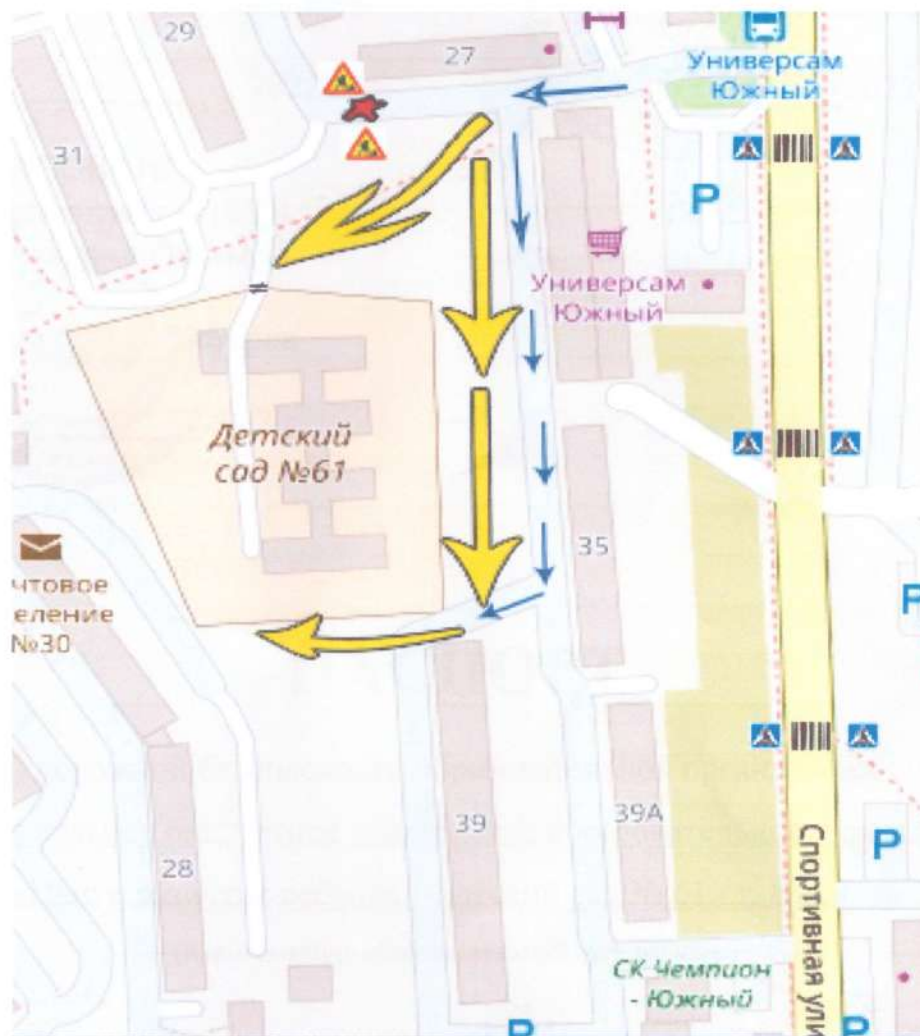 29
27
Универсам
Южный
31
P
Универсам
Южный
Детский
сад №61
35
чтовое
еление
№30
P
39
39А
28
P
Спортивная ули
СК Чемпион
- Южный
P
P